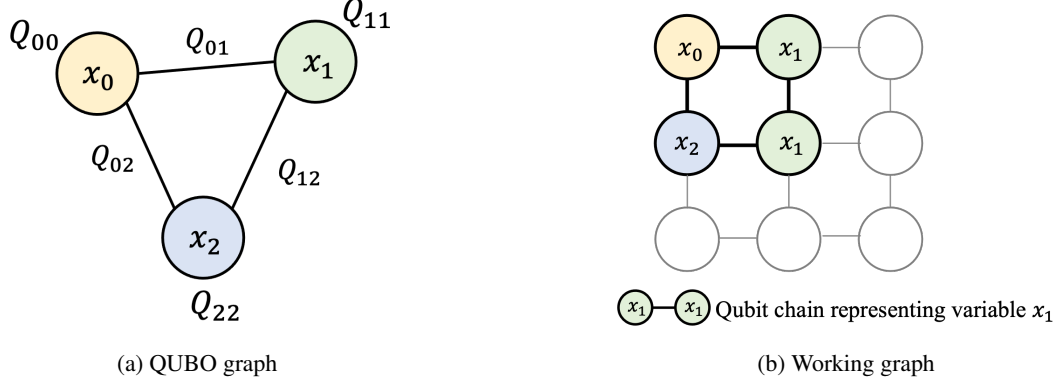 Q₀₀
Q₀₁
Q₁₁
x₀
x₁
Q₀₂
Q₁₂
x₂
Q₂₂
(a) QUBO graph
x₀ x₁
x₂ x₁
x₁ x₁ Qubit chain representing variable x₁
(b) Working graph